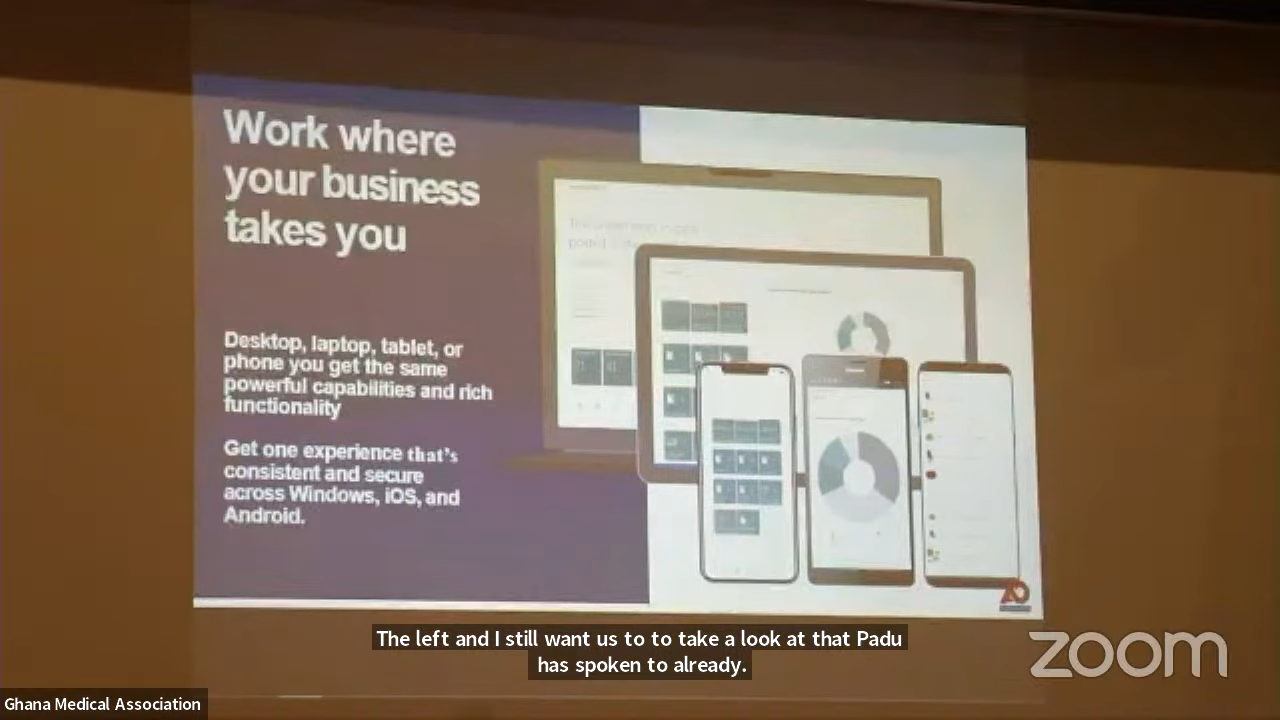 Work where
your business
takes you
Desktop, laptop, tablet, or
phone you get the same
powerful capabilities and rich
functionality
Get one experience that's
consistent and secure
across Windows, iOS, and
Android.
The left and I still want us to to take a look at that Padu
has spoken to already.
zoom
Ghana Medical Association